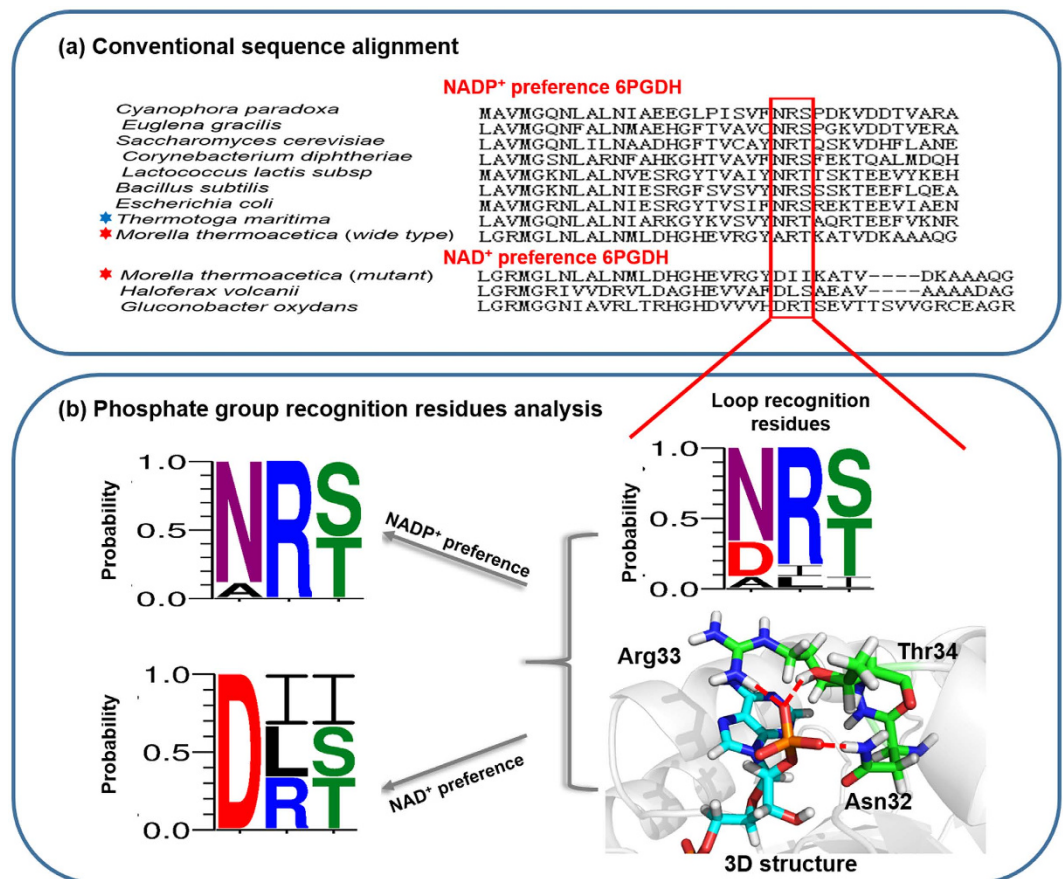 (a) Conventional sequence alignment
NADP+ preference 6PGDH
Cyanophora paradoxa MAVMGQNLALNIAEEGLPISVFNRSPDKVDDTVARA
Euglena gracilis LAVMGQNFALNMAEHGFTVAVCNRSPGKVDDTVERA
Saccharomyces cerevisiae LAVMGQNLILNAADHGFTVCAYNRTQSKVDHFLANE
Corynebacterium diphtheriae LAVMGSNLARNFAHKGHTVAVFNRSFEKTQALMDQH
Lactococcus lactis subsp MAVMGKNLALNVESRGYTVAIYNRTTSKTEEVYKEH
Bacillus subtilis LAVMGKNLALNIESRGFSVSVYNRSSSKTEEFLQEA
Escherichia coli MAVMGRNLALNIESRGYTVSIFNRSREKTEEVIAEN
Thermotoga maritima LAVMGQNLALNIARKGYKVSVYNRTAQRTEEFVKNR
Morella thermoacetica (wide type) LGRMGLNLALNMLDHGHEVRGYARTKATVDKAAAQG
NAD+ preference 6PGDH
Morella thermoacetica (mutant) LGRMGLNLALNMLDHGHEVRGYDIIKATV----DKAAAQG
Haloferax volcanii LGRMGRIVVDRVLDAGHEVVAFDLSAEAV----AAAADAG
Gluconobacter oxydans LGRMGGNIAVRLTRHGHDVVVHDRTSEVTTSVVGRCEAGR
(b) Phosphate group recognition residues analysis
Loop recognition
residues
Probability
1.0
0.5
0.0
N R S
A T
NADP+ preference
Probability
1.0
0.5
0.0
N R S
D I T
A L I
Probability
1.0
0.5
0.0
D I I
L S
R T
NAD+ preference
Arg33
Thr34
Asn32
3D structure